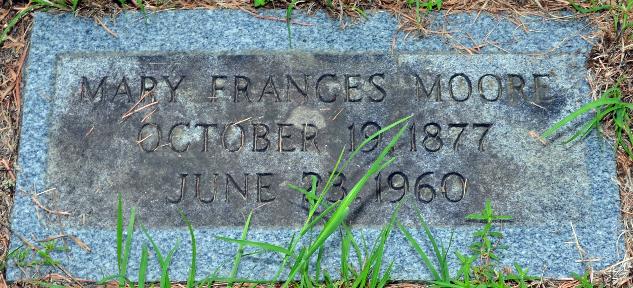 MARY FRANCES MOORE
OCTOBER 19, 1877
JUNE 23, 1960